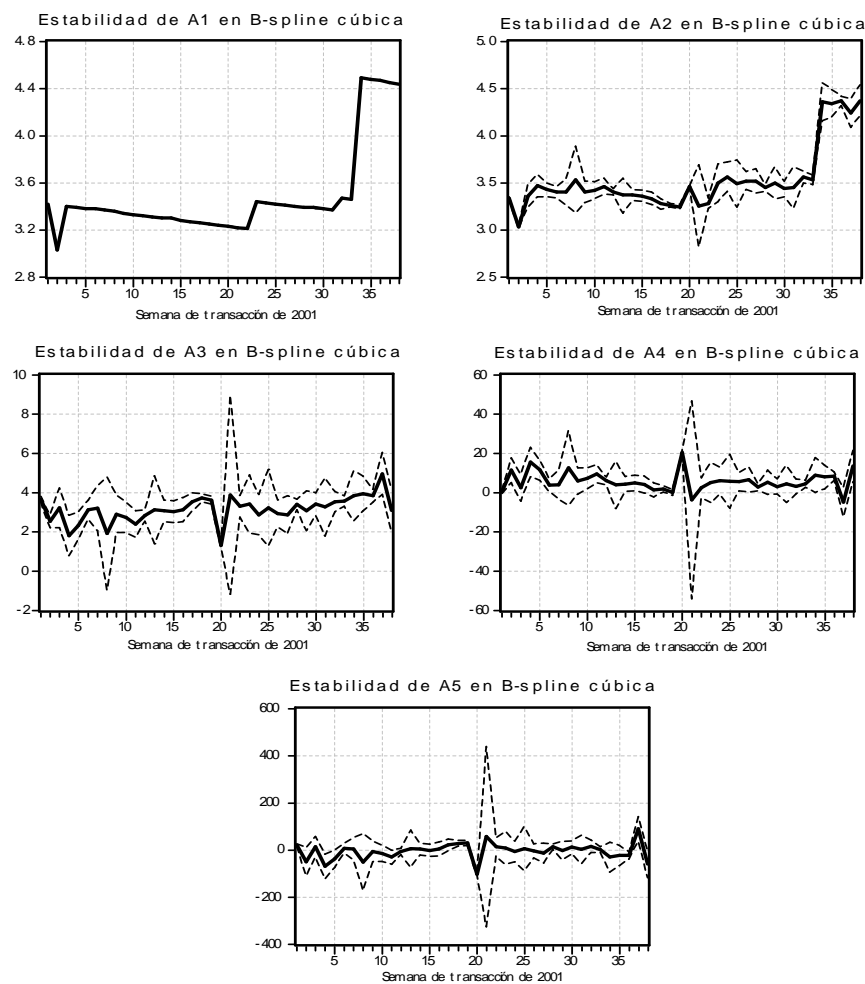 Estabilidad de A1 en B-spline cúbica
4.8
4.4
4.0
3.6
3.2
2.8
5 10 15 20 25 30 35
Semana de transacción de 2001
Estabilidad de A2 en B-spline cúbica
5.0
4.5
4.0
3.5
3.0
2.5
5 10 15 20 25 30 35
Semana de transacción de 2001
Estabilidad de A3 en B-spline cúbica
10
8
6
4
2
0
-2
5 10 15 20 25 30 35
Semana de transacción de 2001
Estabilidad de A4 en B-spline cúbica
60
40
20
0
-20
-40
-60
5 10 15 20 25 30 35
Semana de transacción de 2001
Estabilidad de A5 en B-spline cúbica
600
400
200
0
-200
-400
5 10 15 20 25 30 35
Semana de transacción de 2001